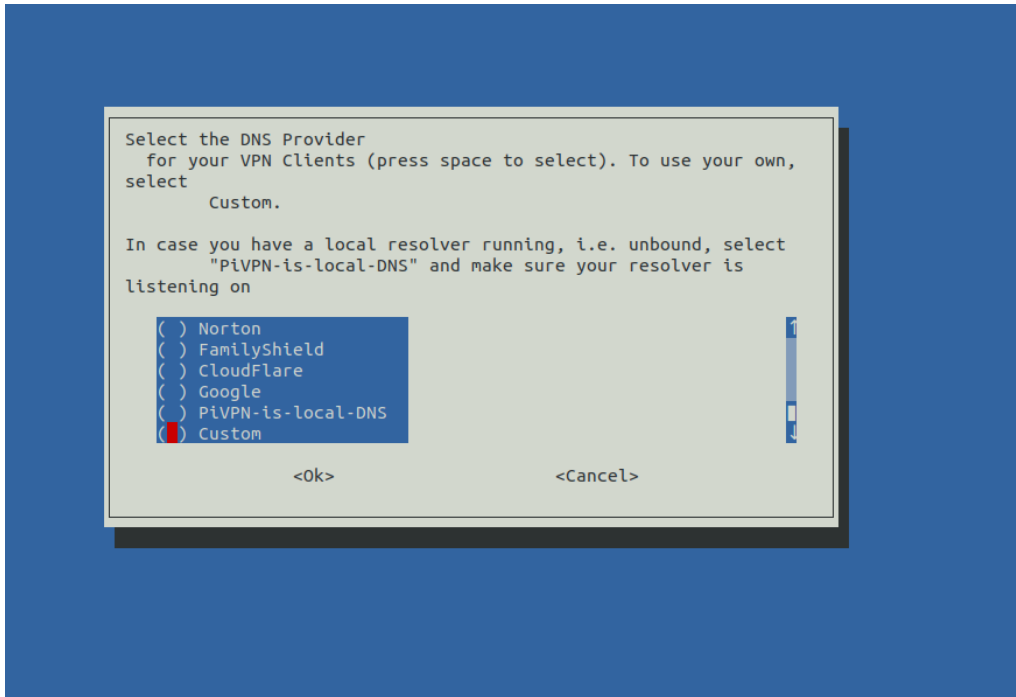 Select the DNS Provider
for your VPN Clients (press space to select). To use your own,
select
Custom.
In case you have a local resolver running, i.e. unbound, select
"PiVPN-is-local-DNS" and make sure your resolver is
listening on
( ) Norton
( ) FamilyShield
( ) CloudFlare
( ) Google
( ) PiVPN-is-local-DNS
( ) Custom
<Ok> <Cancel>